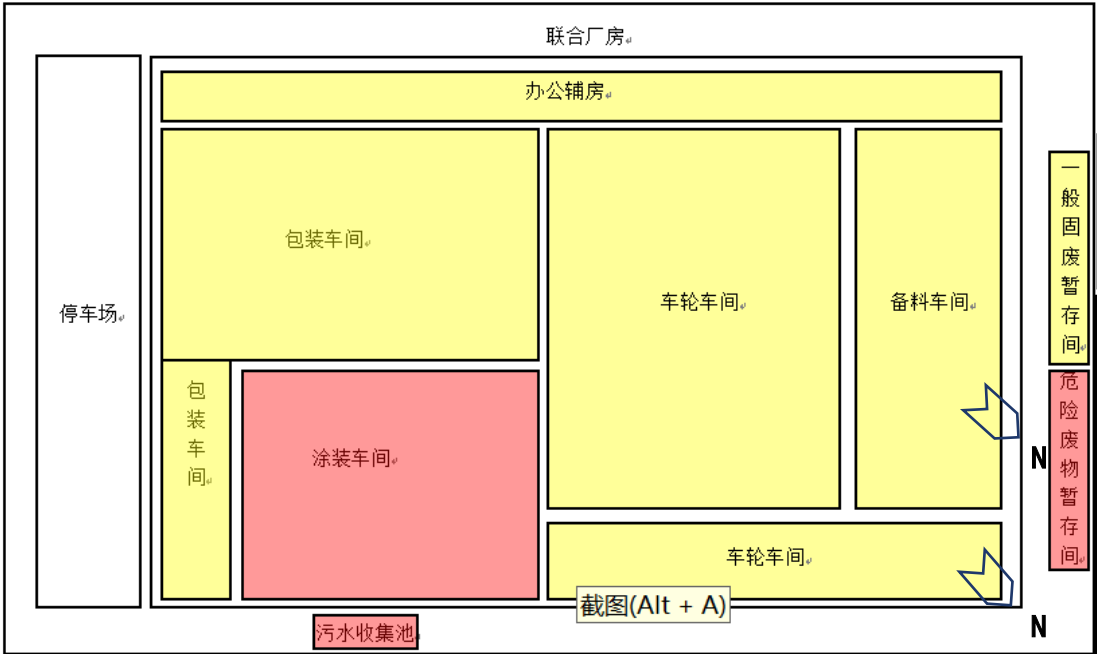 联合厂房
办公辅房
包装车间
车轮车间
备料车间
停车场
一般固废暂存间
包装车间
涂装车间
危险废物暂存间
N
车轮车间
截图(Alt + A)
污水收集池
N